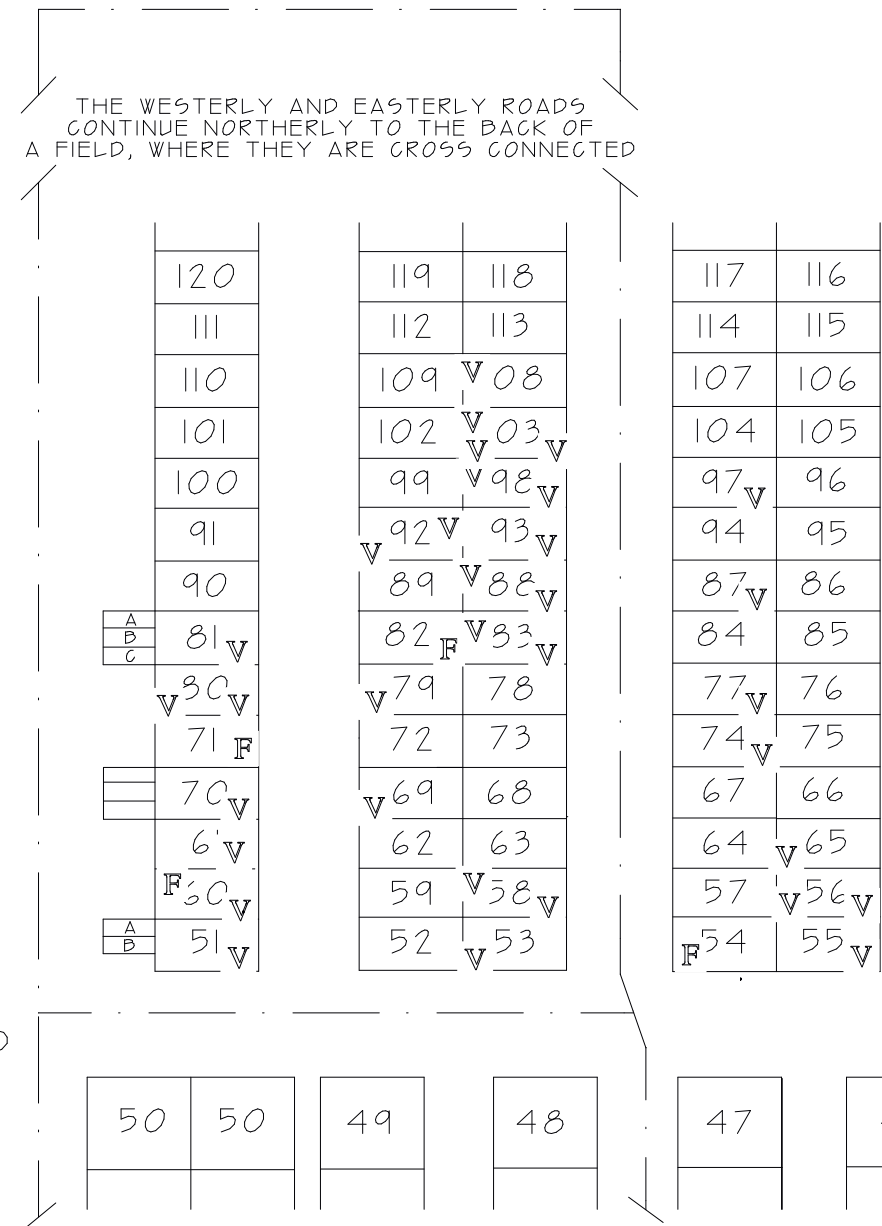 THE WESTERLY AND EASTERLY ROADS
CONTINUE NORTHERLY TO THE BACK OF
A FIELD, WHERE THEY ARE CROSS CONNECTED
120 119 118 117 116
111 112 113 114 115
110 109 V 08 107 106
101 102 V V 03 V 104 105
100 99 V 98 V 97 V 96
91 V 92 V 93 V 94 95
90 89 V 88 V 87 V 86
A
B 81 V 82 F V 83 V 84 85
C
V 80 V V 79 78 77 V 76
71 F 72 73 74 V 75
70 V V 69 68 67 66
6 V 62 63 64 V 65
F 60 V 59 V 58 V 57 V 56 V
A
B 51 V 52 V 53 F 54 55 V
50 50 49 48 47